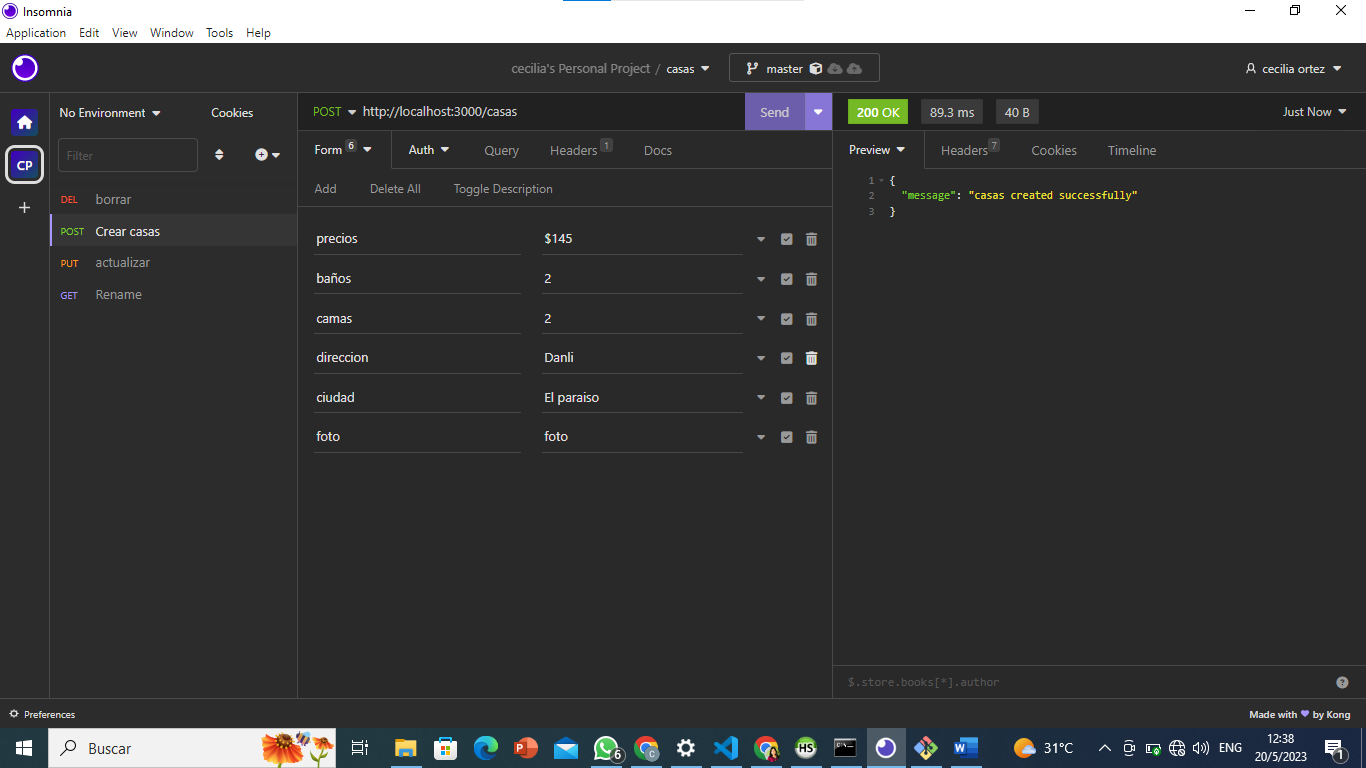 Insomnia
Application Edit View Window Tools Help
cecilia's Personal Project / casas
master
cecilia ortez
No Environment
Cookies
Filter
CP
DEL borrar
POST Crear casas
PUT actualizar
GET Rename
POST http://localhost:3000/casas
Send
Form 6 Auth Query Headers 1 Docs
Add Delete All Toggle Description
precios $145
baños 2
camas 2
direccion Danli
ciudad El paraiso
foto foto
200 OK 89.3 ms 40 B Just Now
Preview Headers 7 Cookies Timeline
1 {
2 "message": "casas created successfully"
3 }
$.store.books[*].author
Preferences
Made with by Kong
Buscar
6
C
HS
31°C
ENG
12:38
20/5/2023
1